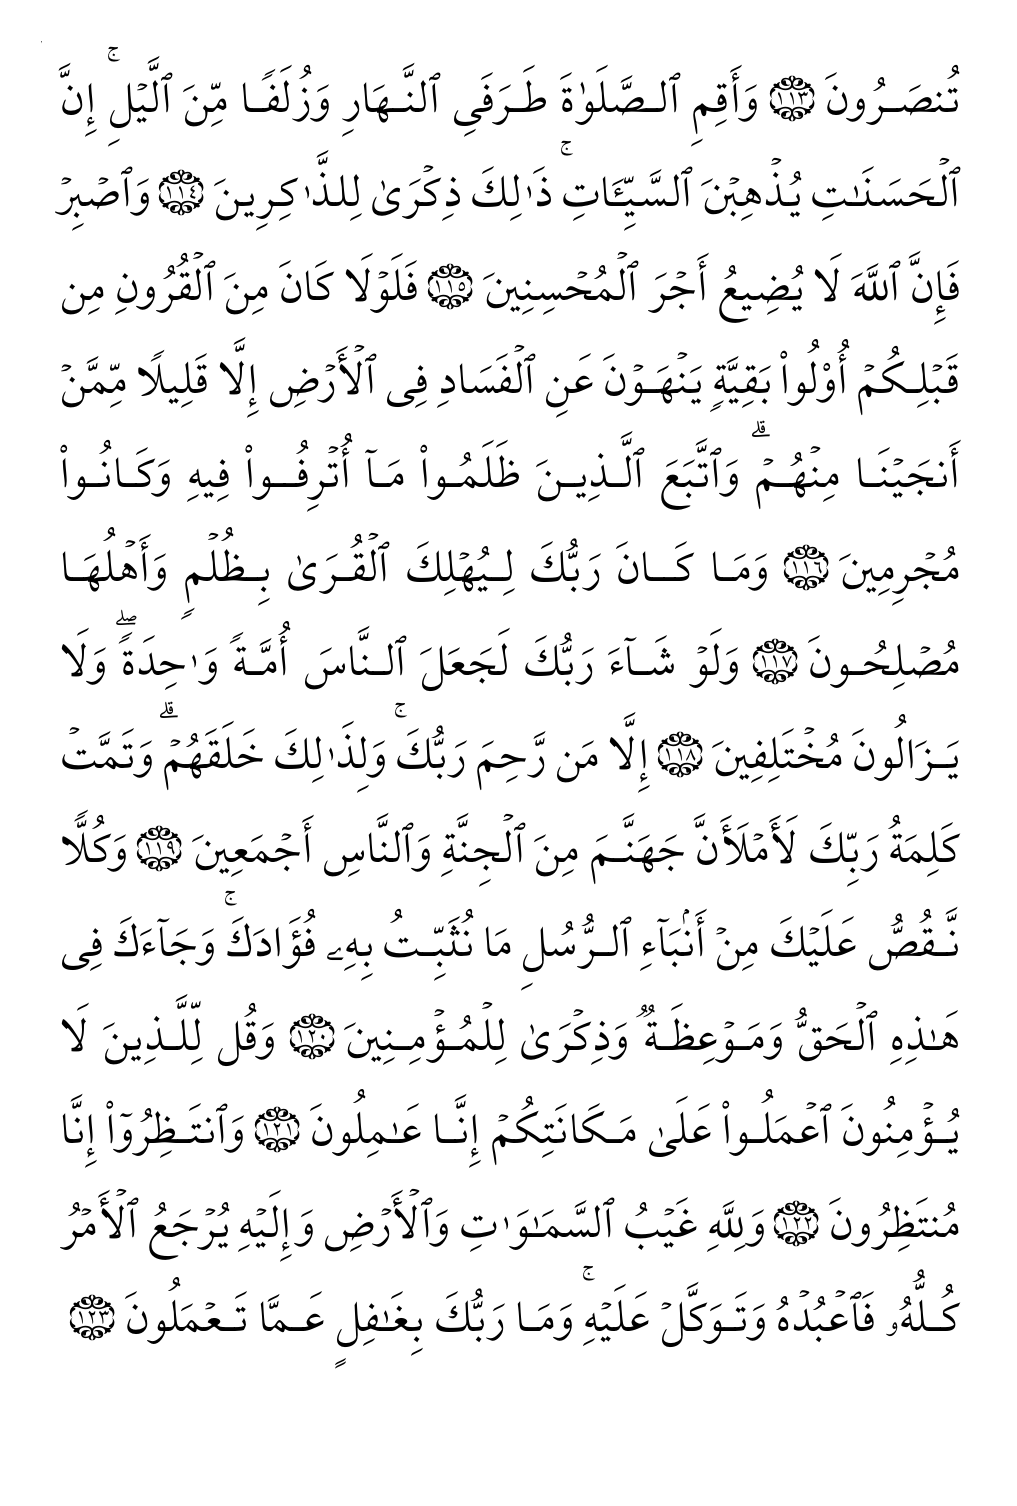 تُنصَرُونَ ١١٣ وَأَقِمِ ٱلصَّلَوٰةَ طَرَفَىِ ٱلنَّهَارِ وَزُلَفًا مِّنَ ٱلَّيۡلِۚ إِنَّ
ٱلۡحَسَنَـٰتِ يُذۡهِبۡنَ ٱلسَّيِّـَٔاتِۚ ذَٰلِكَ ذِكۡرَىٰ لِلذَّٰكِرِينَ ١١٤ وَٱصۡبِرۡ
فَإِنَّ ٱللَّهَ لَا يُضِيعُ أَجۡرَ ٱلۡمُحۡسِنِينَ ١١٥ فَلَوۡلَا كَانَ مِنَ ٱلۡقُرُونِ مِن
قَبۡلِكُمۡ أُوْلُواْ بَقِيَّةٍ يَنۡهَوۡنَ عَنِ ٱلۡفَسَادِ فِى ٱلۡأَرۡضِ إِلَّا قَلِيلًا مِّمَّنۡ
أَنجَيۡنَا مِنۡهُمۡۗ وَٱتَّبَعَ ٱلَّذِينَ ظَلَمُواْ مَآ أُتۡرِفُواْ فِيهِ وَكَانُواْ
مُجۡرِمِينَ ١١٦ وَمَا كَانَ رَبُّكَ لِيُهۡلِكَ ٱلۡقُرَىٰ بِظُلۡمٍ وَأَهۡلُهَا
مُصۡلِحُونَ ١١٧ وَلَوۡ شَآءَ رَبُّكَ لَجَعَلَ ٱلنَّاسَ أُمَّةً وَٰحِدَةًۖ وَلَا
يَزَالُونَ مُخۡتَلِفِينَ ١١٨ إِلَّا مَن رَّحِمَ رَبُّكَۚ وَلِذَٰلِكَ خَلَقَهُمۡۗ وَتَمَّتۡ
كَلِمَةُ رَبِّكَ لَأَمۡلَأَنَّ جَهَنَّمَ مِنَ ٱلۡجِنَّةِ وَٱلنَّاسِ أَجۡمَعِينَ ١١٩ وَكُلًّا
نَّقُصُّ عَلَيۡكَ مِنۡ أَنۢبَآءِ ٱلرُّسُلِ مَا نُثَبِّتُ بِهِۦ فُؤَادَكَۚ وَجَآءَكَ فِى
هَـٰذِهِ ٱلۡحَقُّ وَمَوۡعِظَةٌ وَذِكۡرَىٰ لِلۡمُؤۡمِنِينَ ١٢٠ وَقُل لِّلَّذِينَ لَا
يُؤۡمِنُونَ ٱعۡمَلُواْ عَلَىٰ مَكَانَتِكُمۡ إِنَّا عَـٰمِلُونَ ١٢١ وَٱنتَظِرُوٓاْ إِنَّا
مُنتَظِرُونَ ١٢٢ وَلِلَّهِ غَيۡبُ ٱلسَّمَـٰوَٰتِ وَٱلۡأَرۡضِ وَإِلَيۡهِ يُرۡجَعُ ٱلۡأَمۡرُ
كُلُّهُۥ فَٱعۡبُدۡهُ وَتَوَكَّلۡ عَلَيۡهِۚ وَمَا رَبُّكَ بِغَـٰفِلٍ عَمَّا تَعۡمَلُونَ ١٢٣